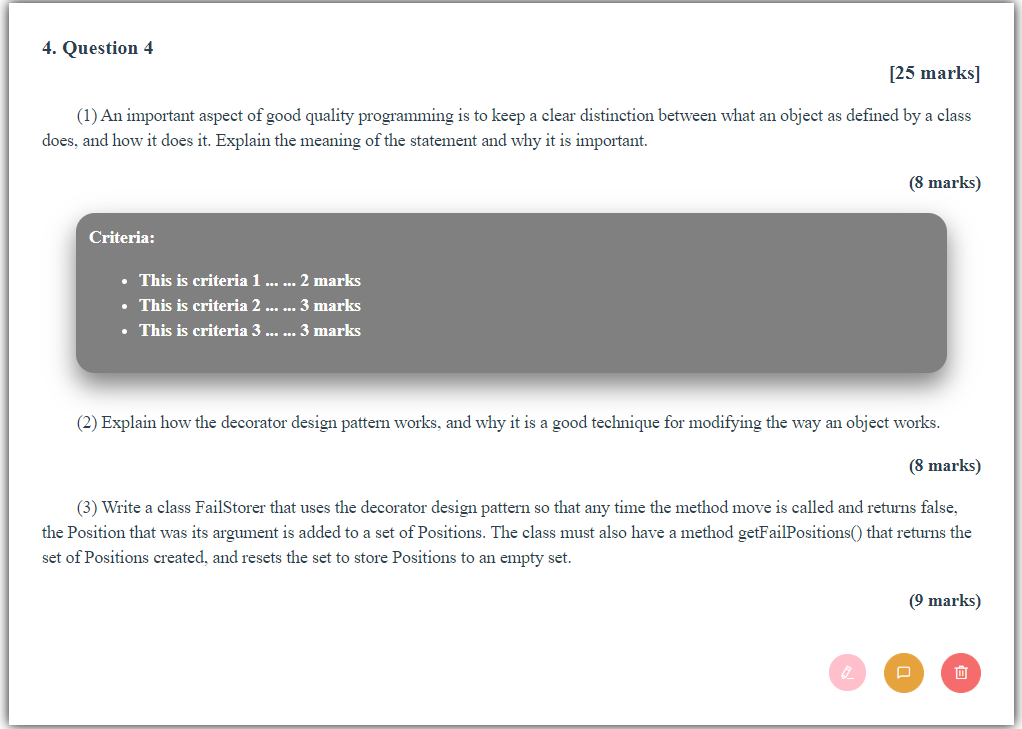 4. Question 4
[25 marks]
(1) An important aspect of good quality programming is to keep a clear distinction between what an object as defined by a class
does, and how it does it. Explain the meaning of the statement and why it is important.
(8 marks)
Criteria:
• This is criteria 1 ... ... 2 marks
• This is criteria 2 ... ... 3 marks
• This is criteria 3 ... ... 3 marks
(2) Explain how the decorator design pattern works, and why it is a good technique for modifying the way an object works.
(8 marks)
(3) Write a class FailStorer that uses the decorator design pattern so that any time the method move is called and returns false,
the Position that was its argument is added to a set of Positions. The class must also have a method getFailPositions() that returns the
set of Positions created, and resets the set to store Positions to an empty set.
(9 marks)